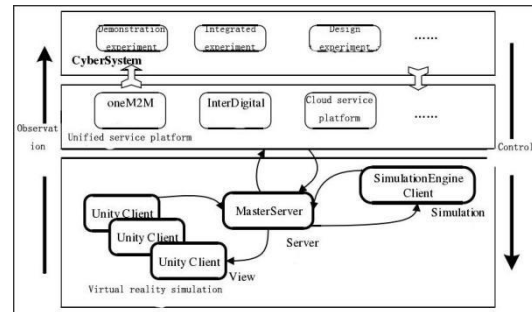 Demonstration
experiment
Integrated
experiment
Design
experiment
......
CyberSystem
oneM2M
InterDigital
Cloud service
platform
......
Unified service platform
Observat
ion
Control
Unity Client
Unity Client
Unity Client
MasterServer
SimulationEngine
Client
Simulation
Server
View
Virtual reality simulation